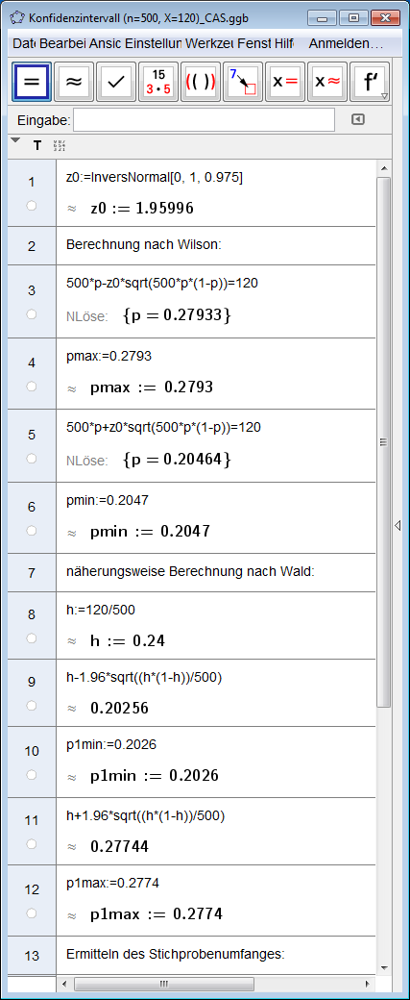 Konfidenzintervall (n=500, X=120)_CAS.ggb
Date Bearbei Ansic Einstellun Werkzei Fenst Hilf Anmelden…
= ≈ ✓ 15 3•5 (( )) 7 x= x≈ f′
Eingabe:
T
1 z0:=InversNormal[0, 1, 0.975]
≈ z0 := 1.95996
2 Berechnung nach Wilson:
3 500*p-z0*sqrt(500*p*(1-p))=120
NLöse: {p = 0.27933}
4 pmax:=0.2793
≈ pmax := 0.2793
5 500*p+z0*sqrt(500*p*(1-p))=120
NLöse: {p = 0.20464}
6 pmin:=0.2047
≈ pmin := 0.2047
7 näherungsweise Berechnung nach Wald:
8 h:=120/500
≈ h := 0.24
9 h-1.96*sqrt((h*(1-h))/500)
≈ 0.20256
10 p1min:=0.2026
≈ p1min := 0.2026
11 h+1.96*sqrt((h*(1-h))/500)
≈ 0.27744
12 p1max:=0.2774
≈ p1max := 0.2774
13 Ermitteln des Stichprobenumfanges: